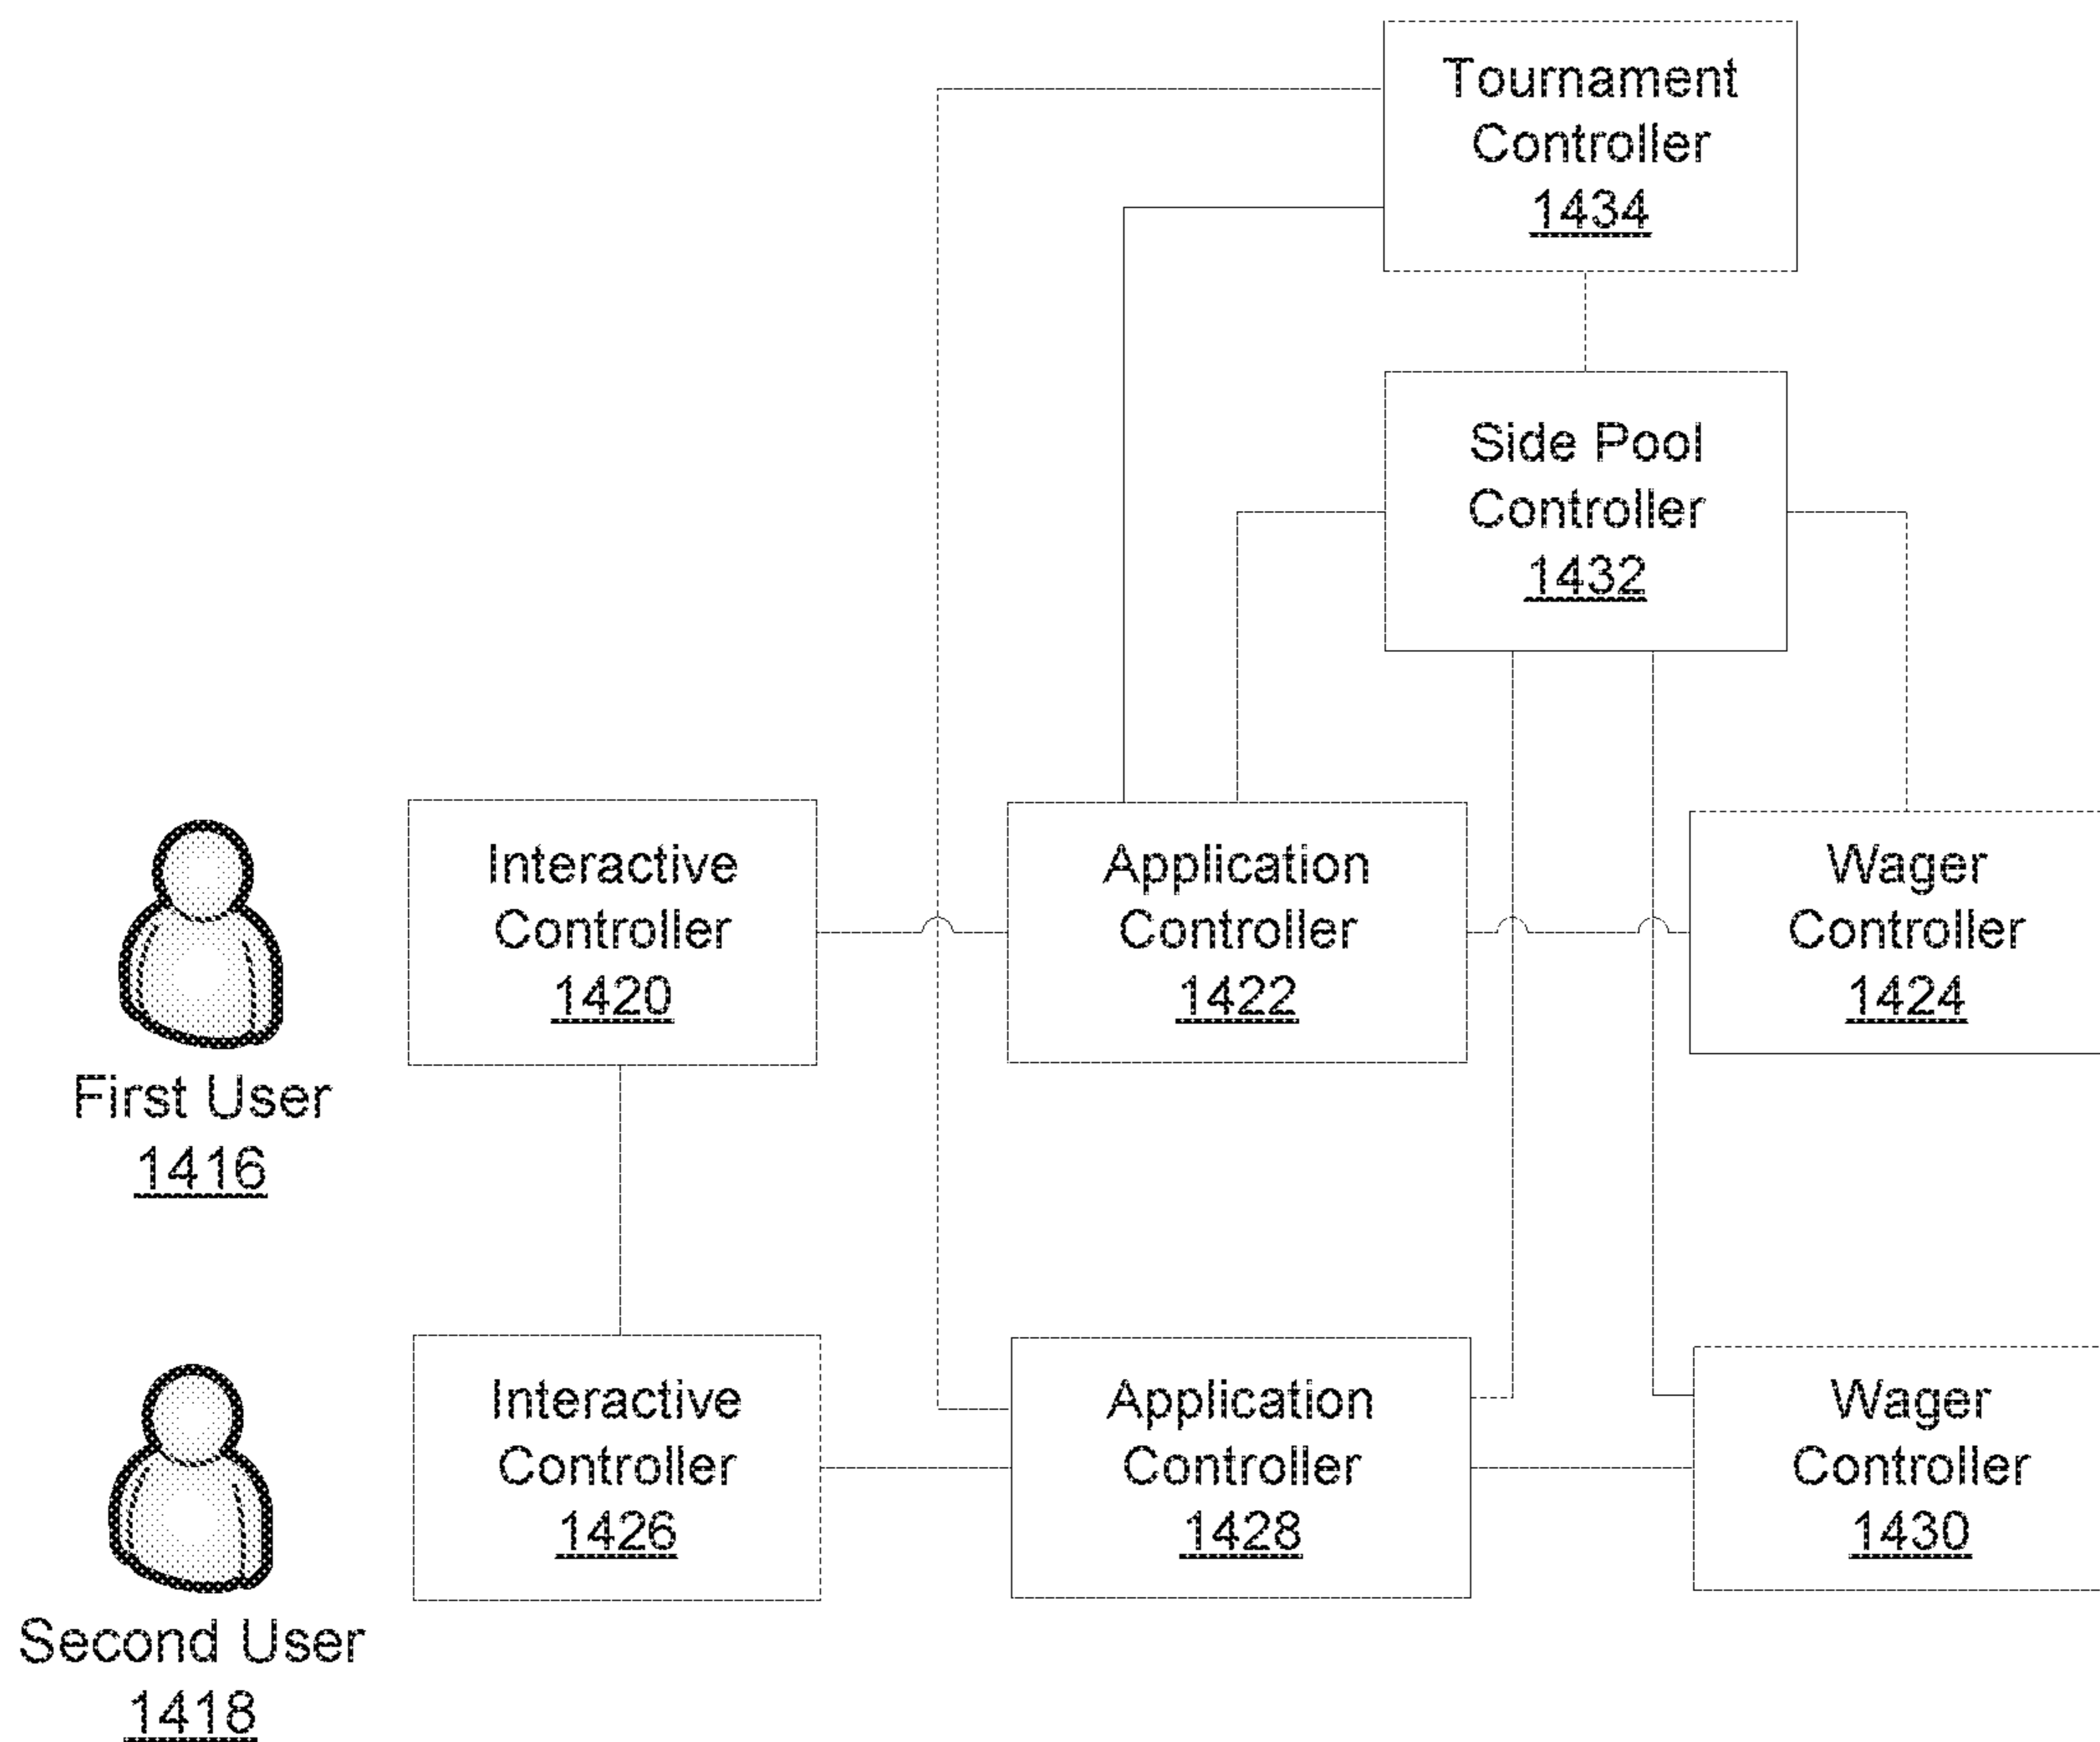 Tournament
Controller
1434
Side Pool
Controller
1432
Interactive
Controller
1420
Application
Controller
1422
Wager
Controller
1424
First User
1416
Interactive
Controller
1426
Application
Controller
1428
Wager
Controller
1430
Second User
1418